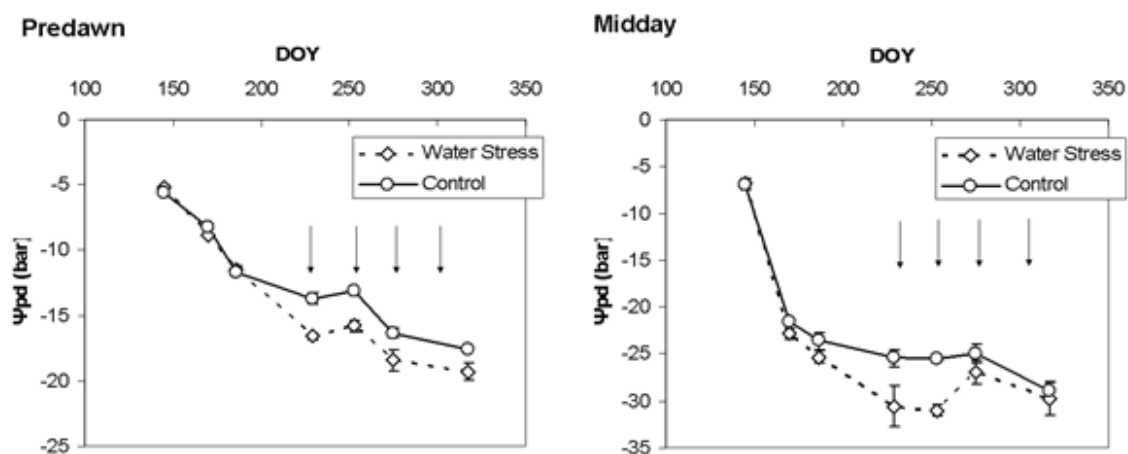 Predawn
DOY
100 150 200 250 300 350
0
-5
-10
-15
-20
-25
Ψpd (bar)
Water Stress
Control
Midday
DOY
100 150 200 250 300 350
0
-5
-10
-15
-20
-25
-30
-35
Ψpd (bar)
Water Stress
Control